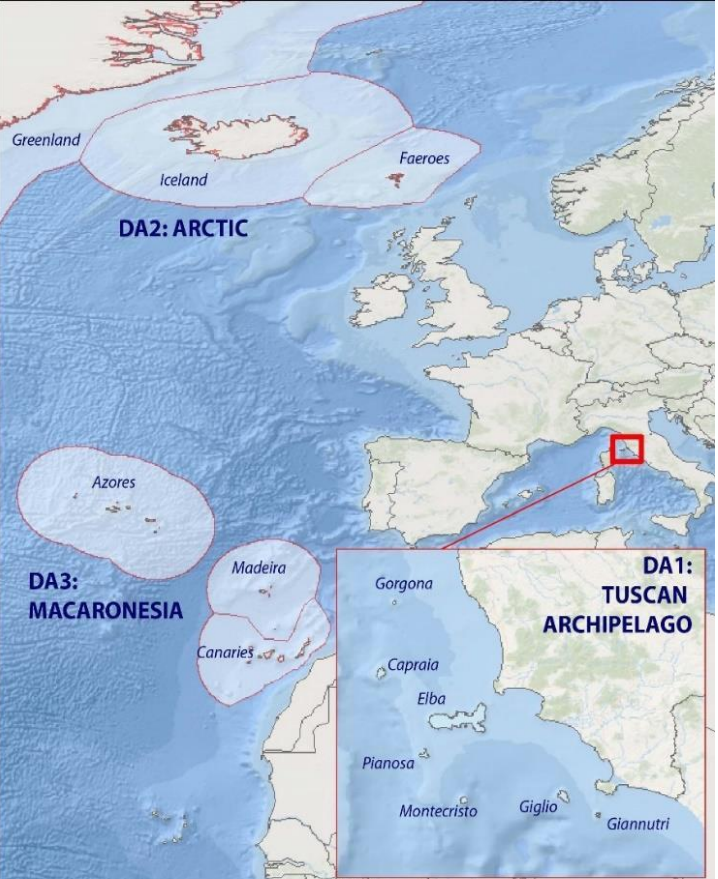 Greenland
Iceland
Faeroes
DA2: ARCTIC
Azores
DA3:
MACARONESIA
Madeira
Canaries
DA1:
TUSCAN
ARCHIPELAGO
Gorgona
Capraia
Elba
Pianosa
Montecristo
Giglio
Giannutri